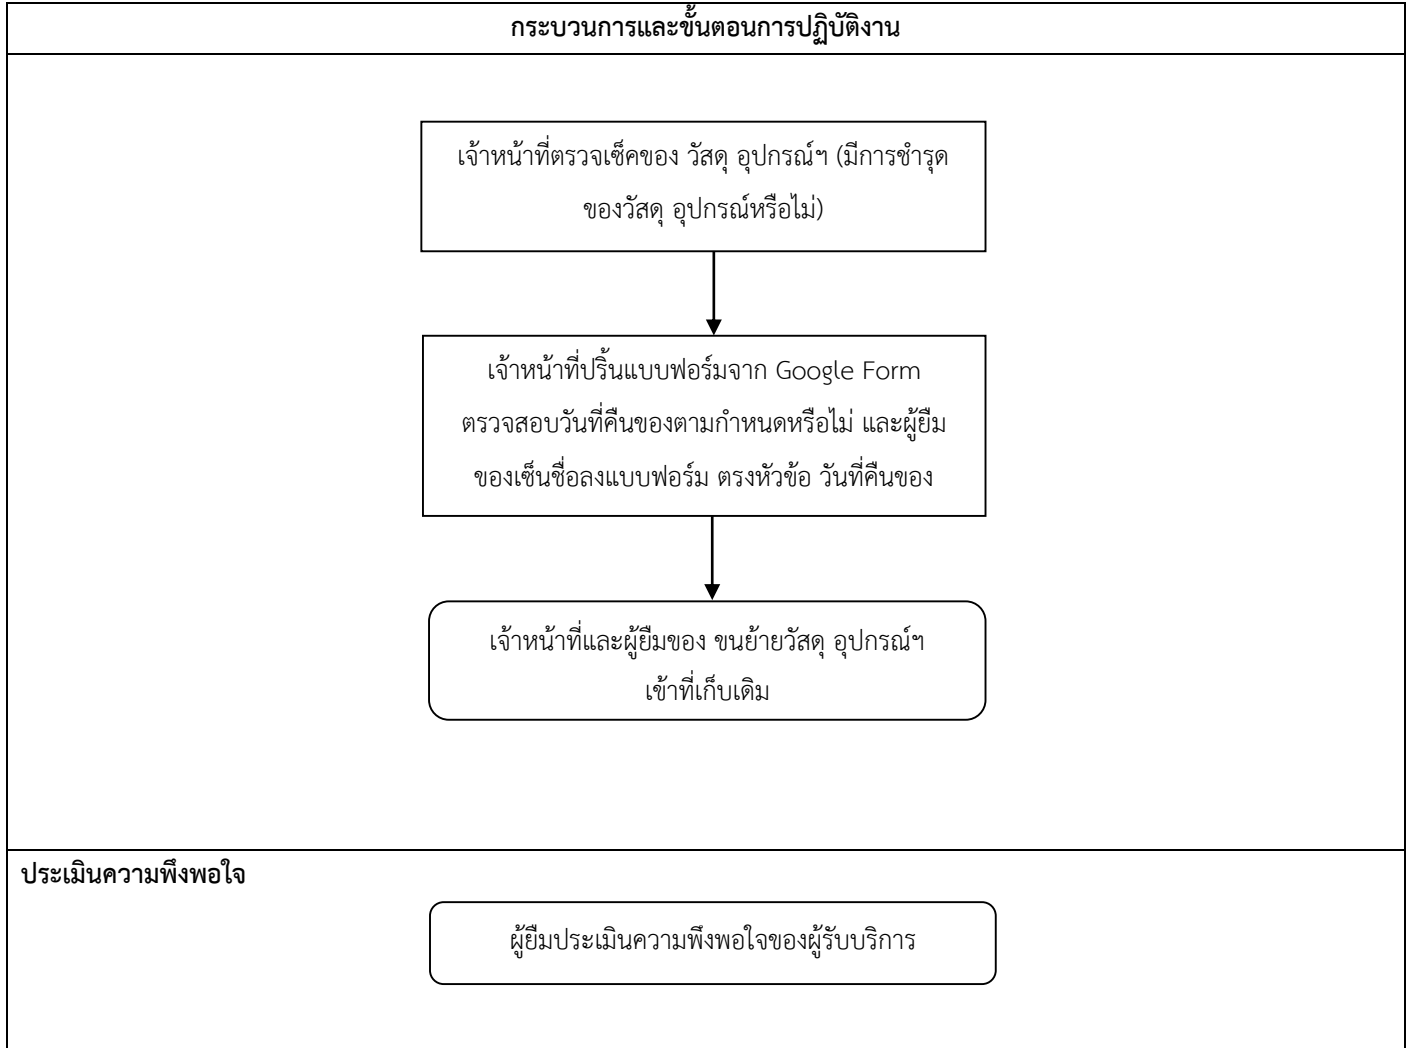 กระบวนการและขั้นตอนการปฏิบัติงาน
เจ้าหน้าที่ตรวจเช็คของ วัสดุ อุปกรณ์ฯ (มีการชำรุด
ของวัสดุ อุปกรณ์หรือไม่)
เจ้าหน้าที่ปริ้นแบบฟอร์มจาก Google Form
ตรวจสอบวันที่คืนของตามกำหนดหรือไม่ และผู้ยืม
ของเซ็นชื่อลงแบบฟอร์ม ตรงหัวข้อ วันที่คืนของ
เจ้าหน้าที่และผู้ยืมของ ขนย้ายวัสดุ อุปกรณ์ฯ
เข้าที่เก็บเดิม
ประเมินความพึงพอใจ
ผู้ยืมประเมินความพึงพอใจของผู้รับบริการ